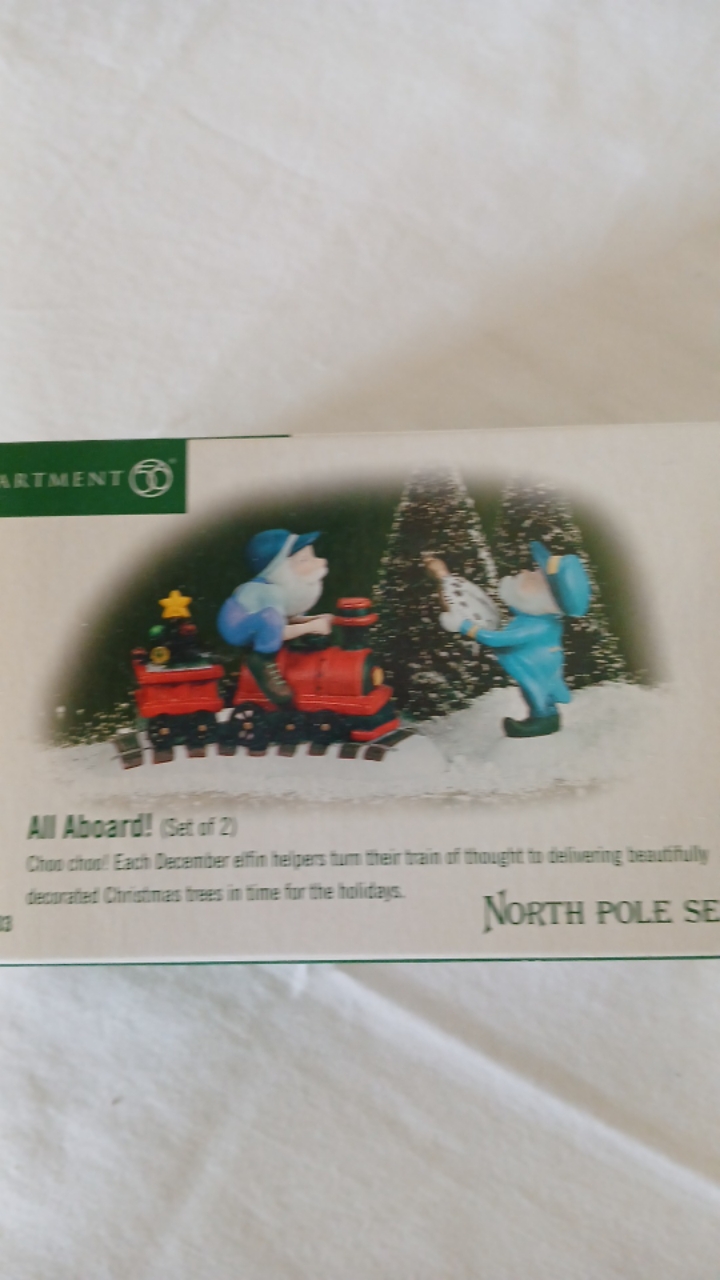 ARTMENT 56
All Aboard! (Set of 2)
Choo choo! Each December elfin helpers turn their train of thought to delivering beautifully
decorated Christmas trees in time for the holidays.
33
NORTH POLE SE